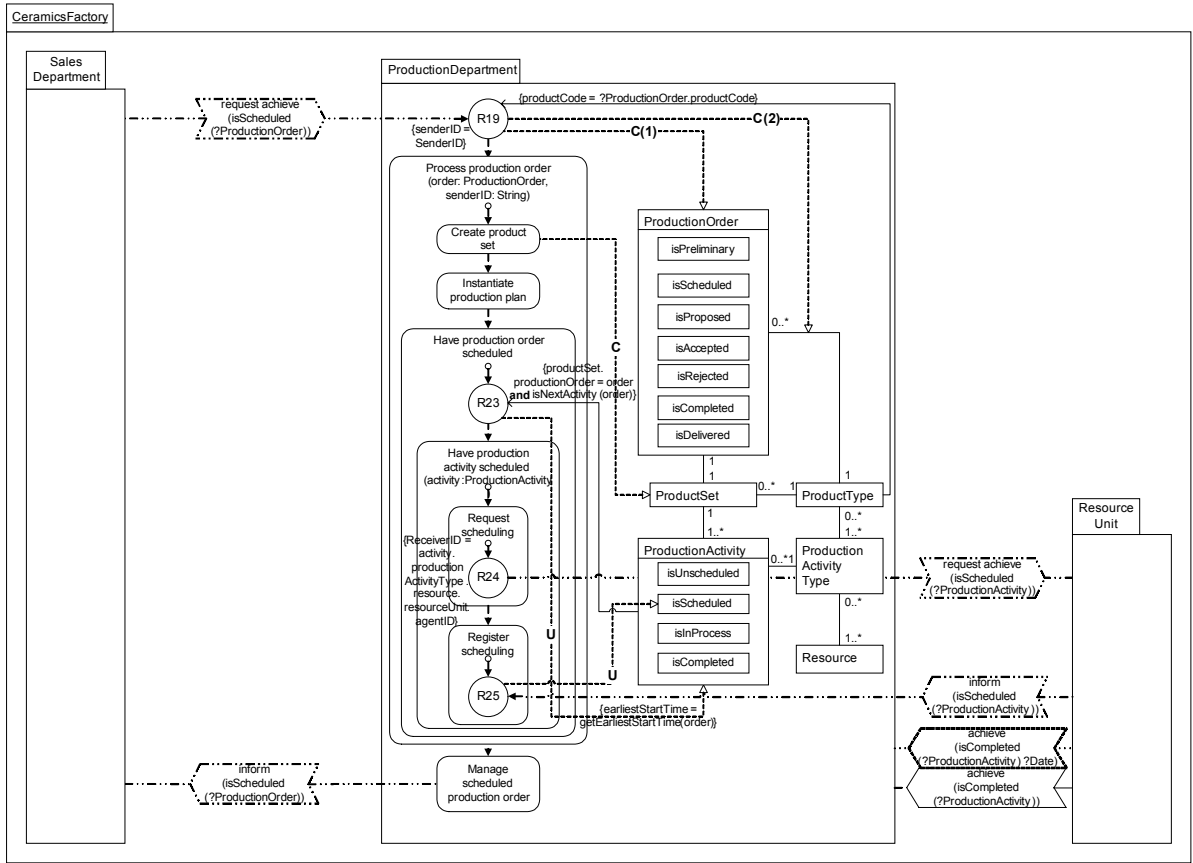 CeramicsFactory
Sales
Department
ProductionDepartment
request achieve
(isScheduled
(?ProductionOrder))
{productCode = ?ProductionOrder.productCode}
R19
{senderID =
SenderID}
C(1)
C(2)
Process production order
(order: ProductionOrder,
senderID: String)
Create product
set
Instantiate
production plan
Have production order
scheduled
C
{productSet.
productionOrder = order
and isNextActivity (order)}
R23
Have production
activity scheduled
(activity :ProductionActivity
Request
scheduling
{ReceiverID =
activity.
production
ActivityType .
resource.
resourceUnit.
agentID}
R24
Register
scheduling
R25
U
U
{earliestStartTime =
getEarliestStartTime(order)}
Manage
scheduled
production order
inform
(isScheduled
(?ProductionOrder))
ProductionOrder
isPreliminary
isScheduled
isProposed
isAccepted
isRejected
isCompleted
isDelivered
0..*
1
1
1
ProductSet
0..*
1
ProductType
1
1..*
0..*
1..*
ProductionActivity
isUnscheduled
isScheduled
isInProcess
isCompleted
0..*
1
Production
Activity
Type
0..*
1..*
Resource
Resource
Unit
request achieve
(isScheduled
(?ProductionActivity))
inform
(isScheduled
(?ProductionActivity))
achieve
(isCompleted
(?ProductionActivity) ?Date)
achieve
(isCompleted
(?ProductionActivity))